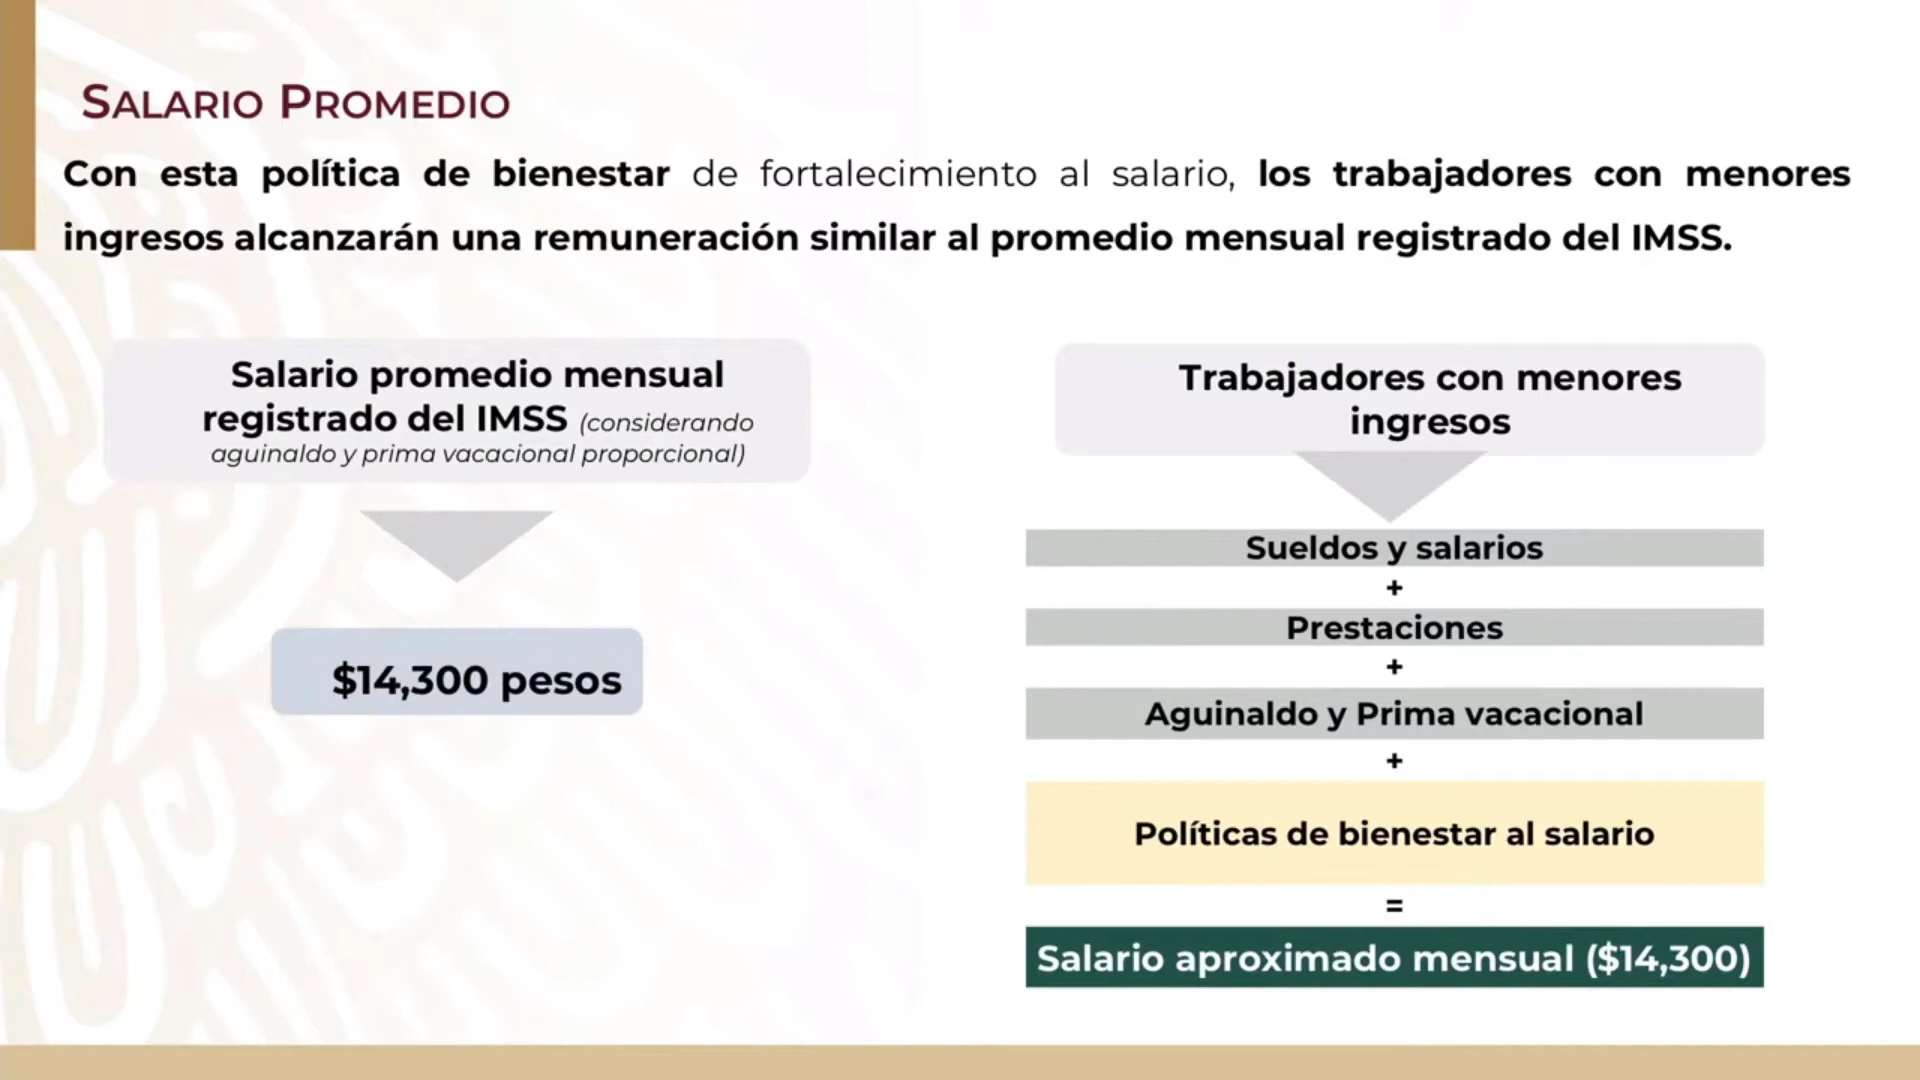 SALARIO PROMEDIO
Con esta política de bienestar de fortalecimiento al salario, los trabajadores con menores
ingresos alcanzarán una remuneración similar al promedio mensual registrado del IMSS.
Salario promedio mensual
registrado del IMSS (considerando
aguinaldo y prima vacacional proporcional)
$14,300 pesos
Trabajadores con menores
ingresos
Sueldos y salarios
+
Prestaciones
+
Aguinaldo y Prima vacacional
+
Políticas de bienestar al salario
=
Salario aproximado mensual ($14,300)